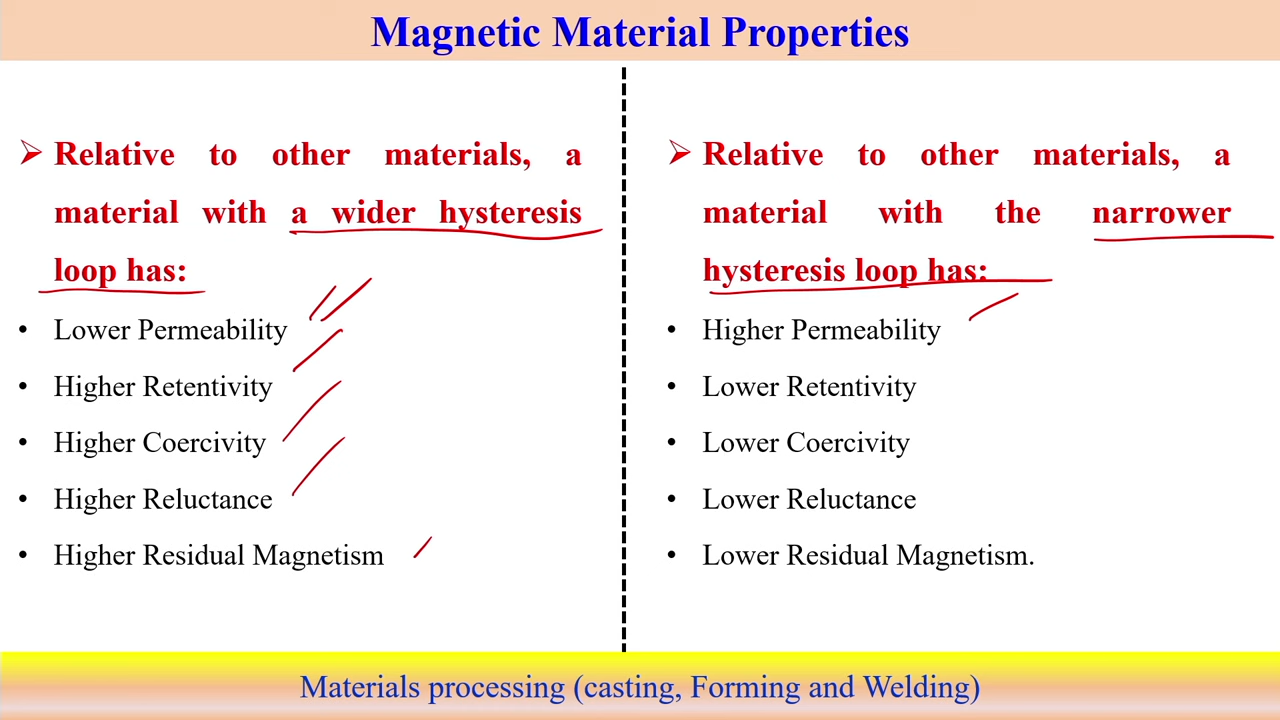 Magnetic Material Properties
➢ Relative to other materials, a
material with a wider hysteresis
loop has:
• Lower Permeability
• Higher Retentivity
• Higher Coercivity
• Higher Reluctance
• Higher Residual Magnetism
➢ Relative to other materials, a
material with the narrower
hysteresis loop has:
• Higher Permeability
• Lower Retentivity
• Lower Coercivity
• Lower Reluctance
• Lower Residual Magnetism.
Materials processing (casting, Forming and Welding)